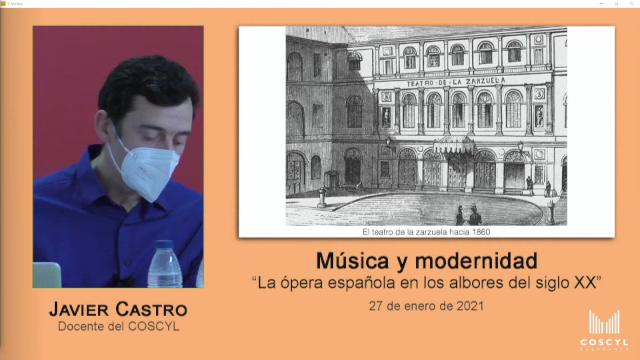 TEATRO DE LA ZARZUELA
El teatro de la zarzuela hacia 1860
Música y modernidad
“La ópera española en los albores del siglo XX”
27 de enero de 2021
JAVIER CASTRO
Docente del COSCYL
COSCYL
SALAMANCA